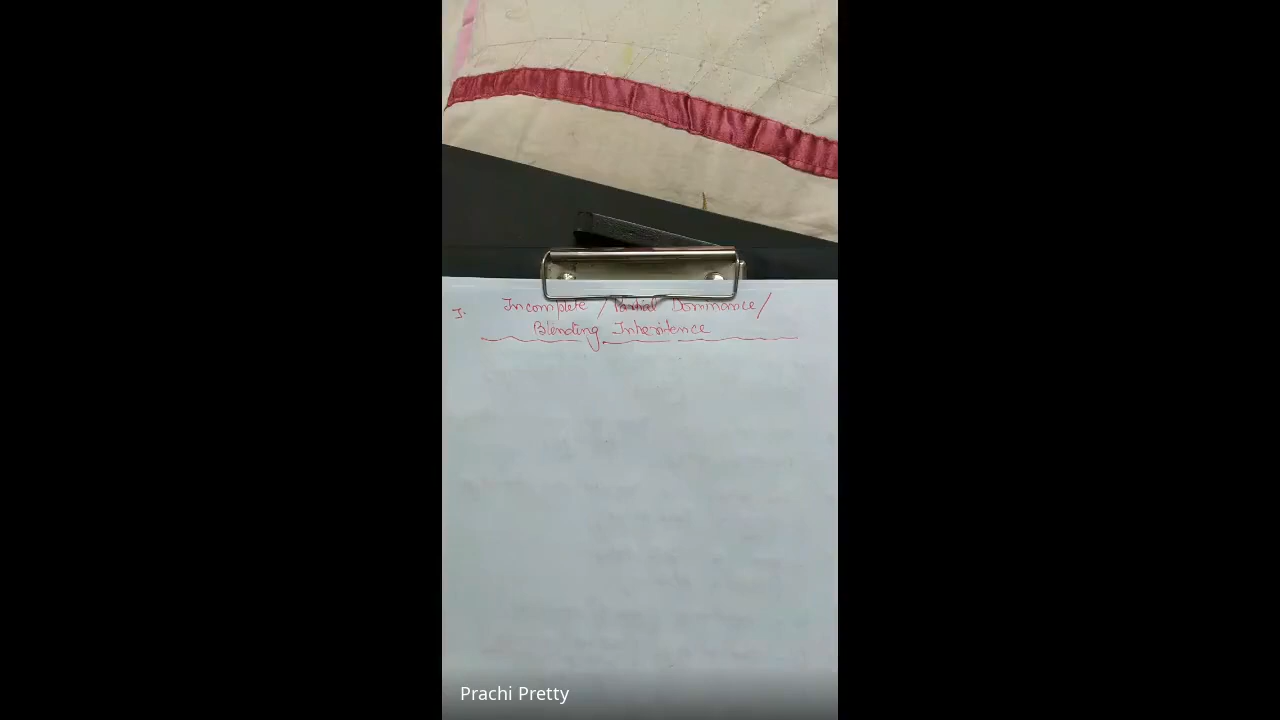 I. Incomplete / Partial Dominance /
Blending Inheritence
Prachi Pretty